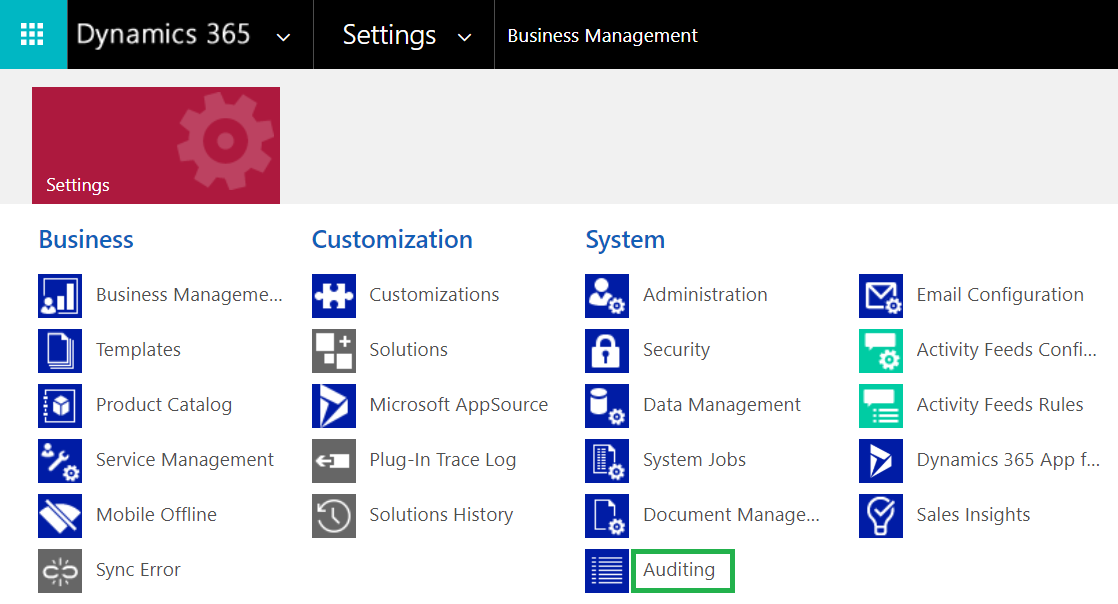 Dynamics 365
Settings
Business Management
Settings
Business
Business Manageme...
Templates
Product Catalog
Service Management
Mobile Offline
Sync Error
Customization
Customizations
Solutions
Microsoft AppSource
Plug-In Trace Log
Solutions History
System
Administration
Security
Data Management
System Jobs
Document Manage...
Auditing
Email Configuration
Activity Feeds Confi...
Activity Feeds Rules
Dynamics 365 App f...
Sales Insights